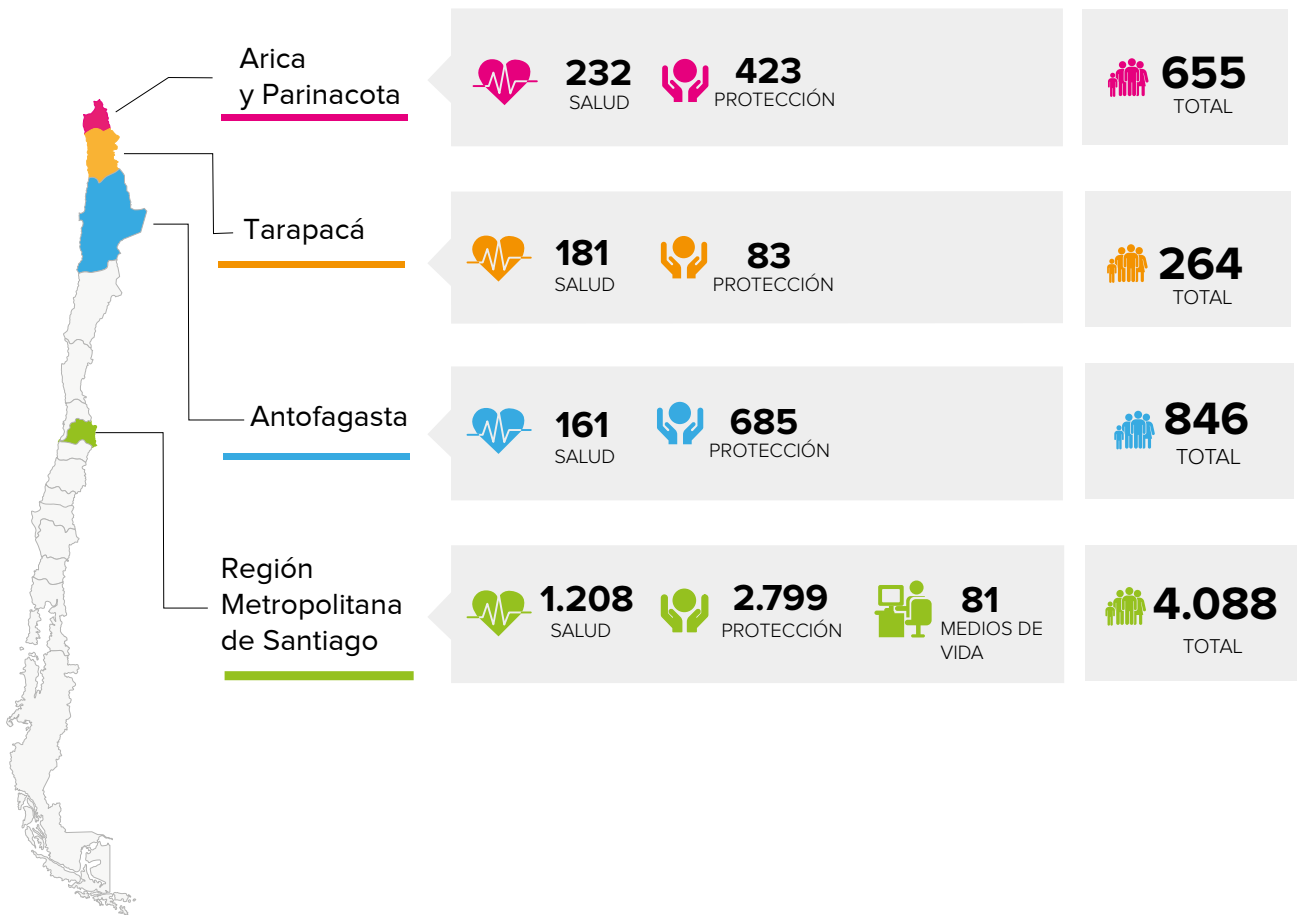 Arica
y Parinacota
232
SALUD
423
PROTECCIÓN
655
TOTAL
Tarapacá
181
SALUD
83
PROTECCIÓN
264
TOTAL
Antofagasta
161
SALUD
685
PROTECCIÓN
846
TOTAL
Región
Metropolitana
de Santiago
1.208
SALUD
2.799
PROTECCIÓN
81
MEDIOS DE
VIDA
4.088
TOTAL